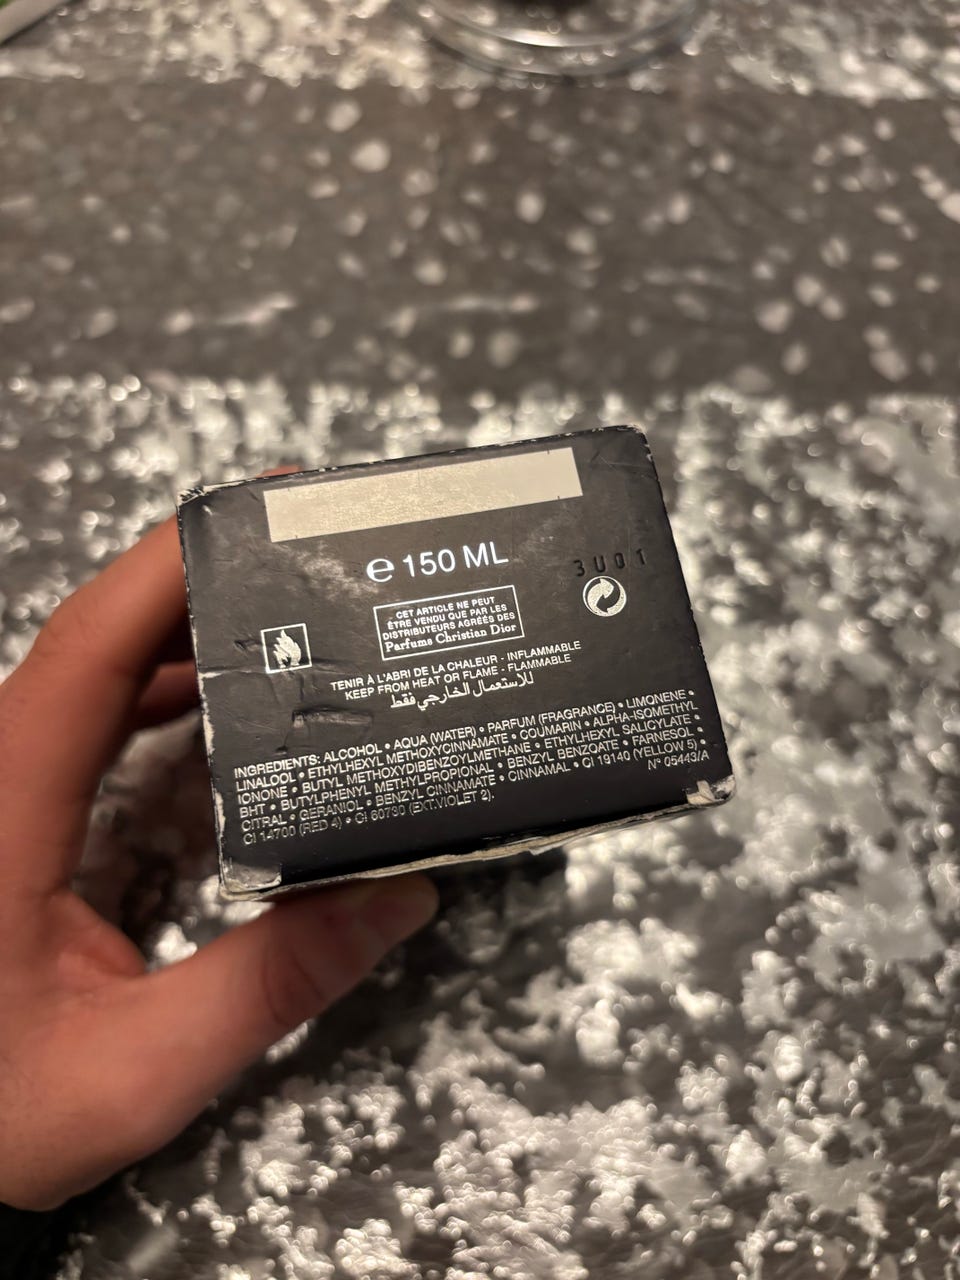 ℮ 150 ML
3U01
CET ARTICLE NE PEUT
ÊTRE VENDU QUE PAR LES
DISTRIBUTEURS AGRÉÉS DES
Parfums Christian Dior
TENIR À L'ABRI DE LA CHALEUR - INFLAMMABLE
KEEP FROM HEAT OR FLAME - FLAMMABLE
للاستعمال الخارجي فقط
INGREDIENTS: ALCOHOL • AQUA (WATER) • PARFUM (FRAGRANCE) • LIMONENE •
LINALOOL • ETHYLHEXYL METHOXYCINNAMATE • COUMARIN • ALPHA-ISOMETHYL
IONONE • BUTYL METHOXYDIBENZOYLMETHANE • ETHYLHEXYL SALICYLATE •
BHT • BUTYLPHENYL METHYLPROPIONAL • BENZYL BENZOATE • FARNESOL •
CITRAL • GERANIOL • BENZYL CINNAMATE • CINNAMAL • CI 19140 (YELLOW 5) •
CI 14700 (RED 4) • CI 60730 (EXT.VIOLET 2).
N° 05443/A